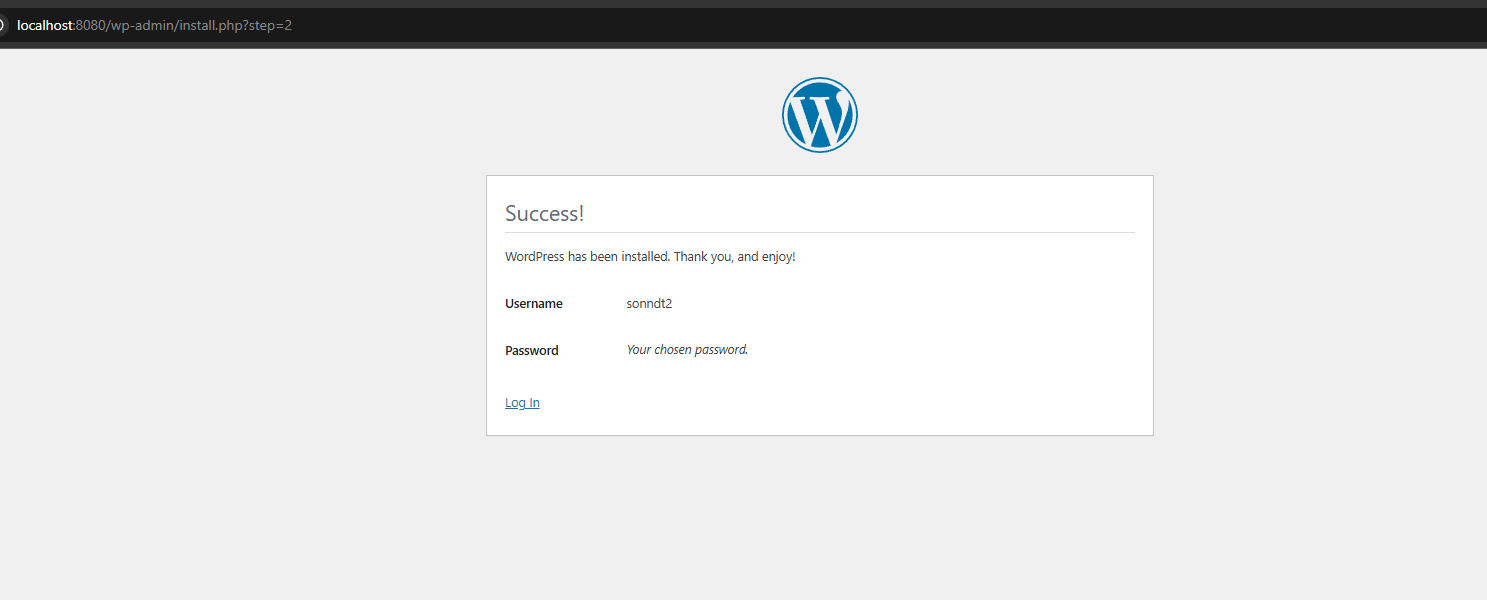 localhost:8080/wp-admin/install.php?step=2
W
Success!
WordPress has been installed. Thank you, and enjoy!
Username sonndt2
Password Your chosen password.
Log In